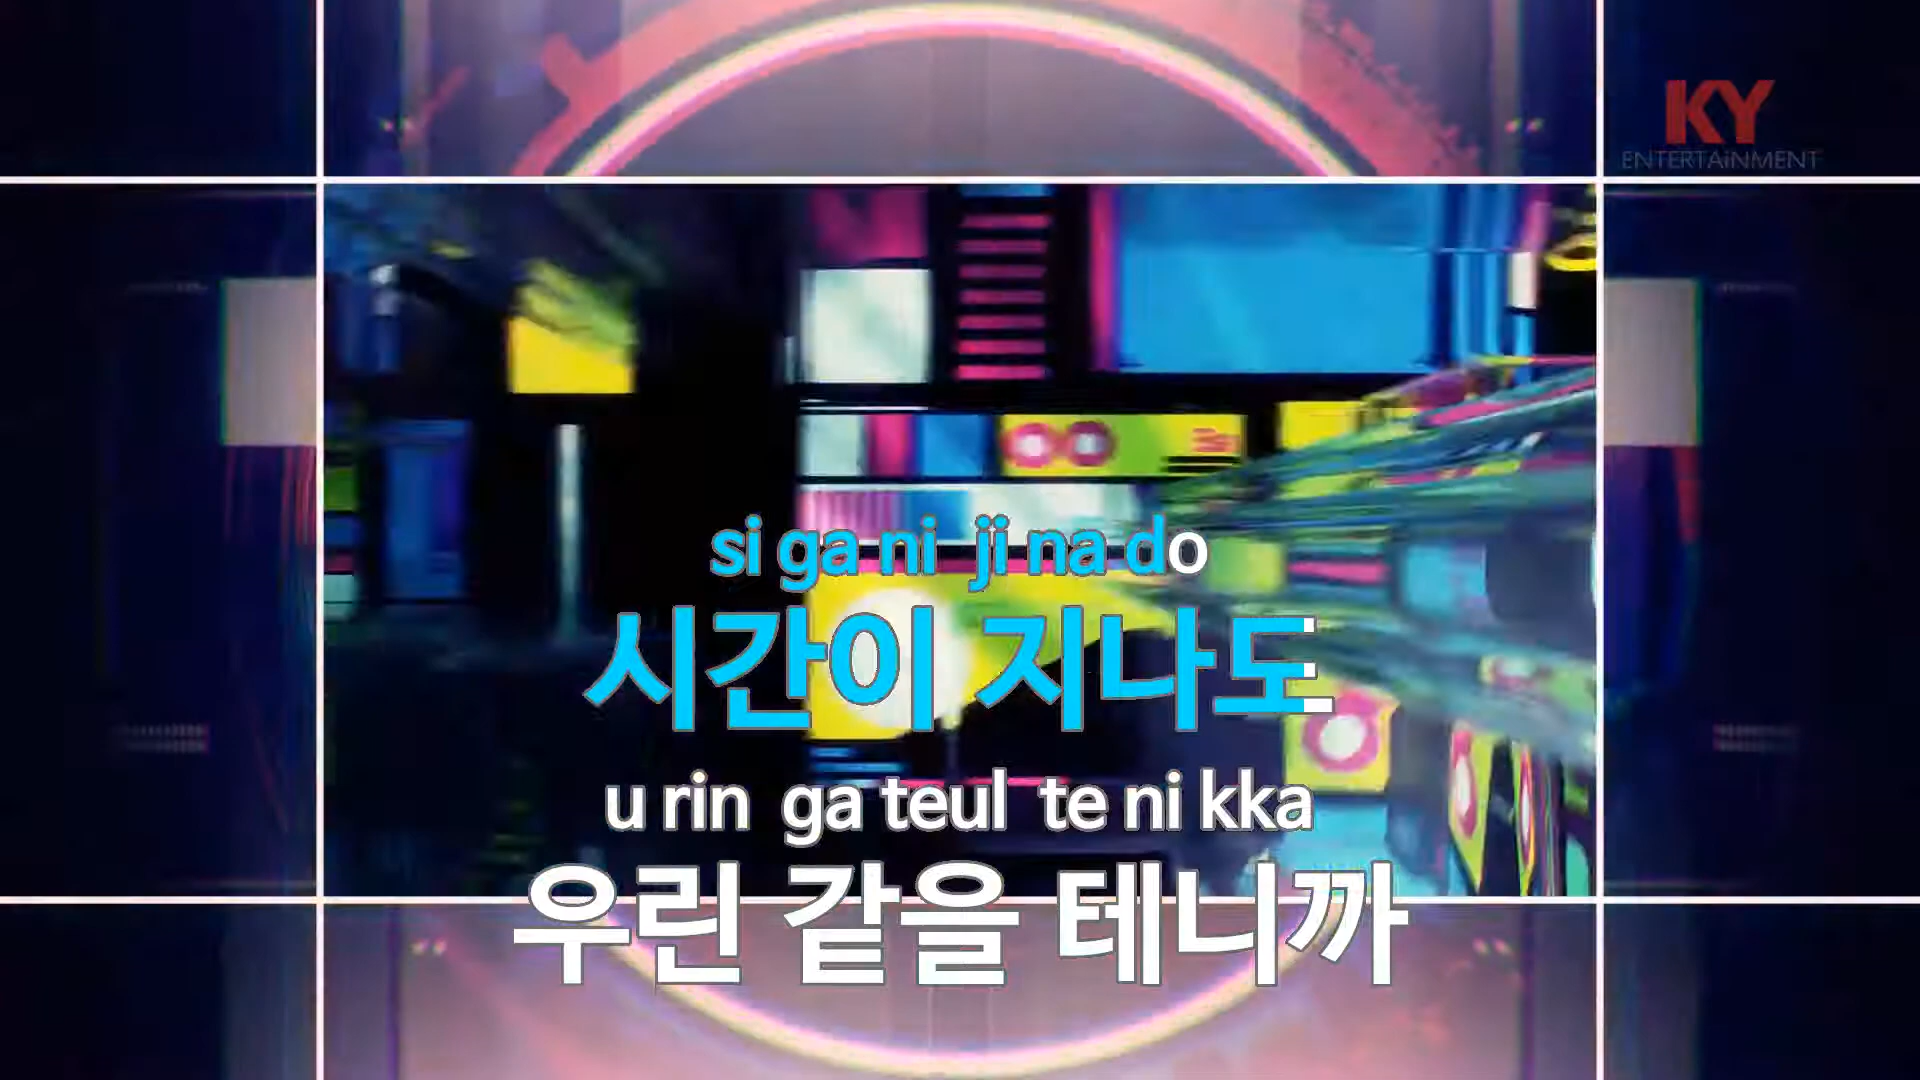 KY
ENTERTAiNMENT
si ga ni ji na do
시간이 지나도
u rin ga teul te ni kka
우린 같을 테니까